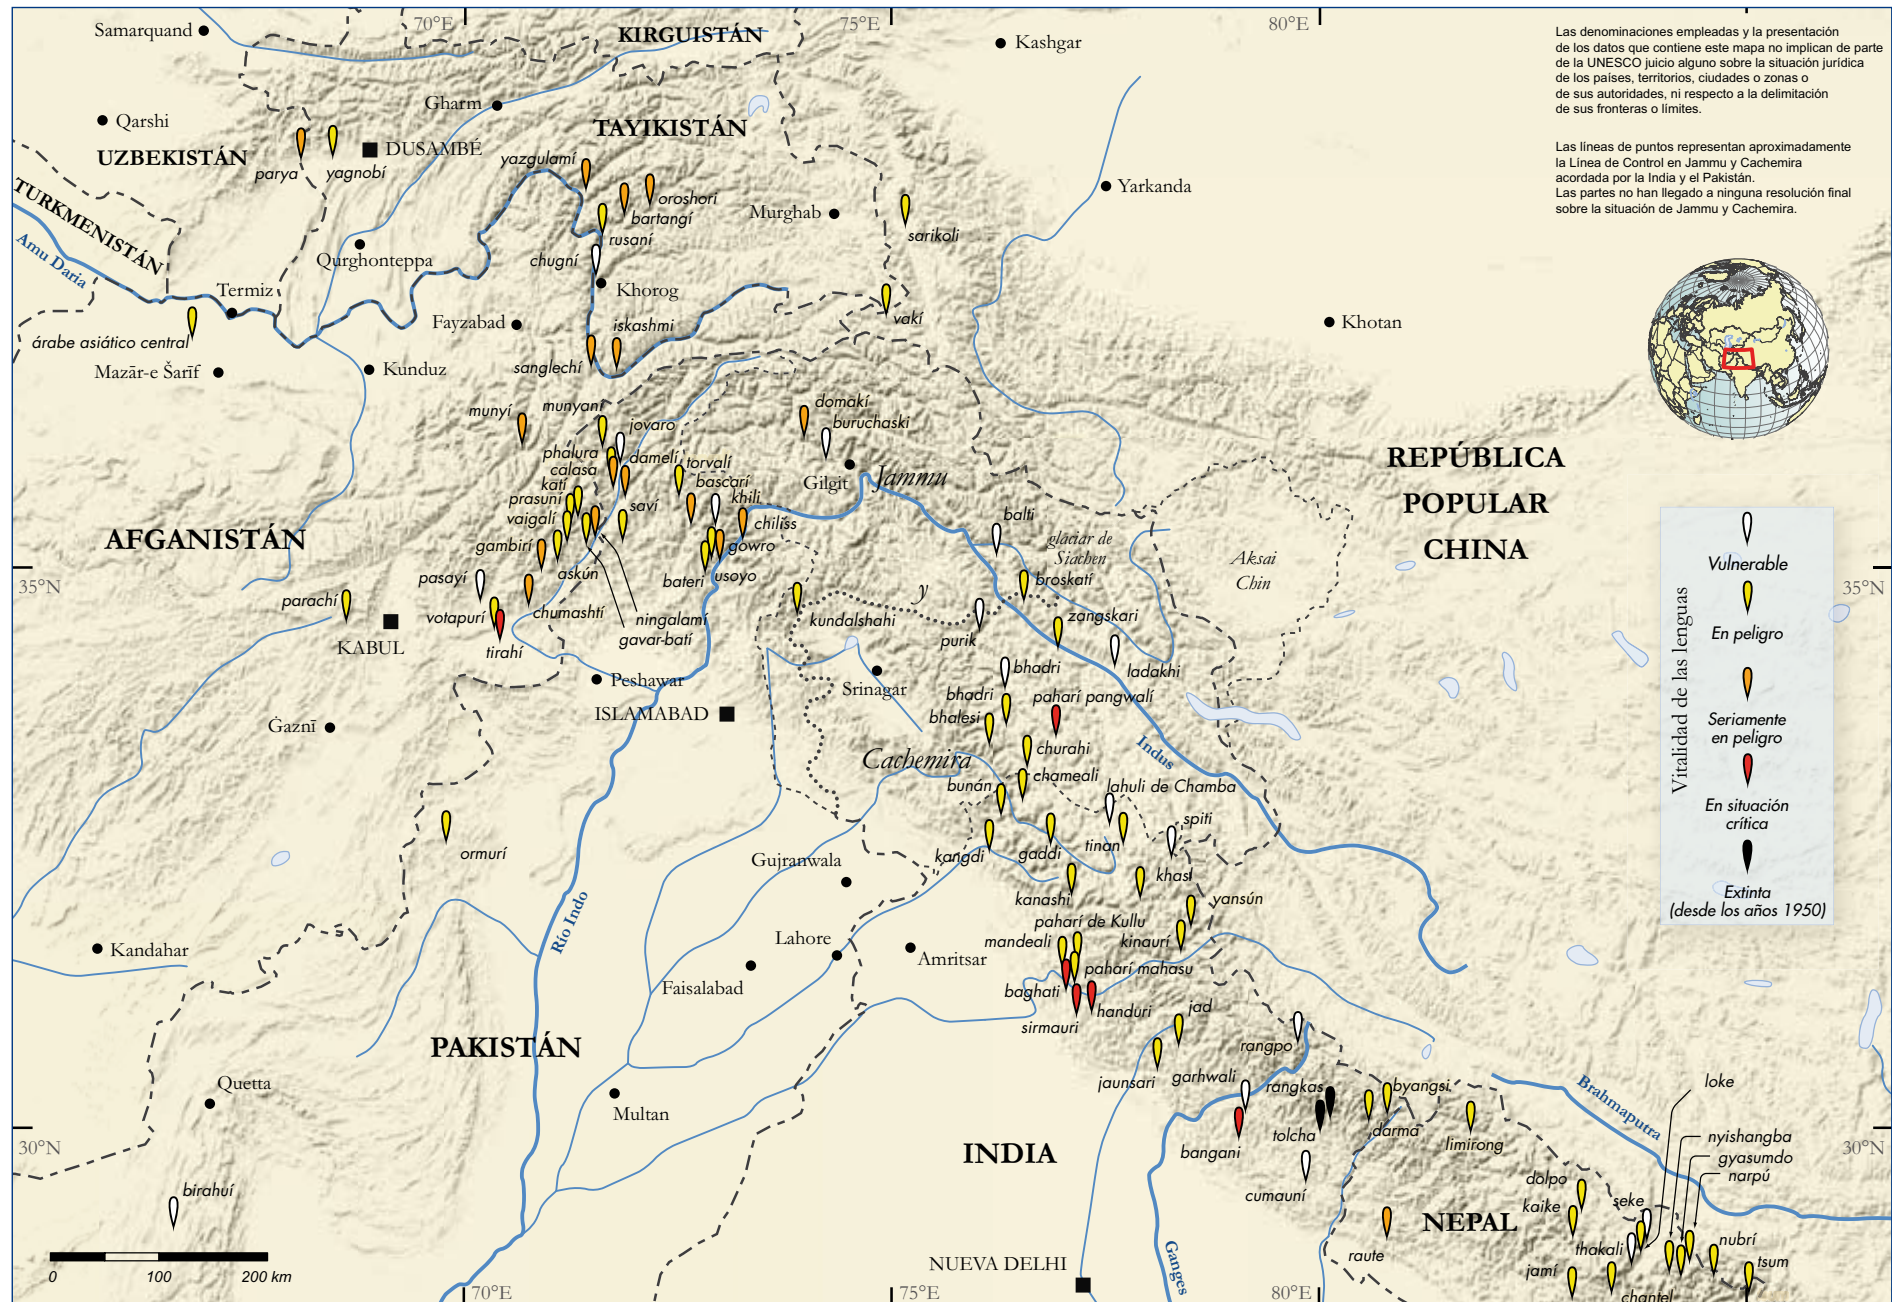 70°E
75°E
80°E
Samarquand
KIRGUISTÁN
Kashgar
Las denominaciones empleadas y la presentación
de los datos que contiene este mapa no implican de parte
de la UNESCO juicio alguno sobre la situación jurídica
de los países, territorios, ciudades o zonas o
de sus autoridades, ni respecto a la delimitación
de sus fronteras o límites.
Las líneas de puntos representan aproximadamente
la Línea de Control en Jammu y Cachemira
acordada por la India y el Pakistán.
Las partes no han llegado a ninguna resolución final
sobre la situación de Jammu y Cachemira.
Gharm
Qarshi
TAYIKISTÁN
UZBEKISTÁN
DUSAMBÉ
parya
yagnobí
yazgulamí
oroshorí
bartangí
Yarkanda
TURKMENISTÁN
Murghab
sarikoli
rusaní
Amu Daria
Qurghonteppa
chugní
Termiz
Khorog
vakí
Fayzabad
iskashmi
Khotan
árabe asiático central
Mazār-e Šarīf
Kunduz
sanglechí
munyí
munyaní
jovaro
domakí
buruchaski
phalura
calasa
damelí
torvalí
katí
bascarí
Gilgit
Jammu
REPÚBLICA
POPULAR
CHINA
prasuní
saví
khili
vaigalí
chiliss
balti
AFGANISTÁN
gambirí
gowro
glaciar de
Siachen
Aksai
Chin
askún
bateri
usoyo
pasayí
broskatí
35°N
35°N
parachí
votapurí
chumashtí
ningalamí
gavar-batí
kundalshahi
y
purik
zangskari
KABUL
tirahí
ladakhi
Peshawar
Srinagar
bhadri
ISLAMABAD
bhadri
paharí pangwalí
bhalesi
Ġaznī
churahi
Indus
Cachemira
chameali
bunán
lahuli de Chamba
spiti
ormurí
Gujranwala
kangdi
gaddi
tinan
khasi
kanashi
yansún
paharí de Kullu
Río Indo
Lahore
mandeali
kinaurí
Kandahar
Amritsar
paharí mahasu
Faisalabad
baghati
handuri
sirmauri
jad
PAKISTÁN
rangpo
jaunsari
garhwali
rangkas
byangsi
Quetta
Multan
loke
Brahmaputra
INDIA
bangani
tolcha
darma
limirong
30°N
30°N
nyishangba
gyasumdo
narpú
cumauní
dolpo
kaike
seke
birahuí
NEPAL
raute
thakali
nubrí
NUEVA DELHI
Ganges
jamí
chantel
tsum
0
100
200 km
70°E
75°E
80°E
Vitalidad de las lenguas
Vulnerable
En peligro
Seriamente
en peligro
En situación
crítica
Extinta
(desde los años 1950)